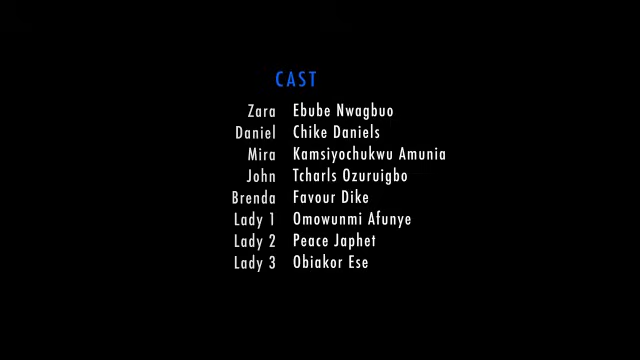 CAST
Zara Ebube Nwagbuo
Daniel Chike Daniels
Mira Kamsiyochukwu Amunia
John Tcharls Ozuruigbo
Brenda Favour Dike
Lady 1 Omowunmi Afunye
Lady 2 Peace Japhet
Lady 3 Obiakor Ese